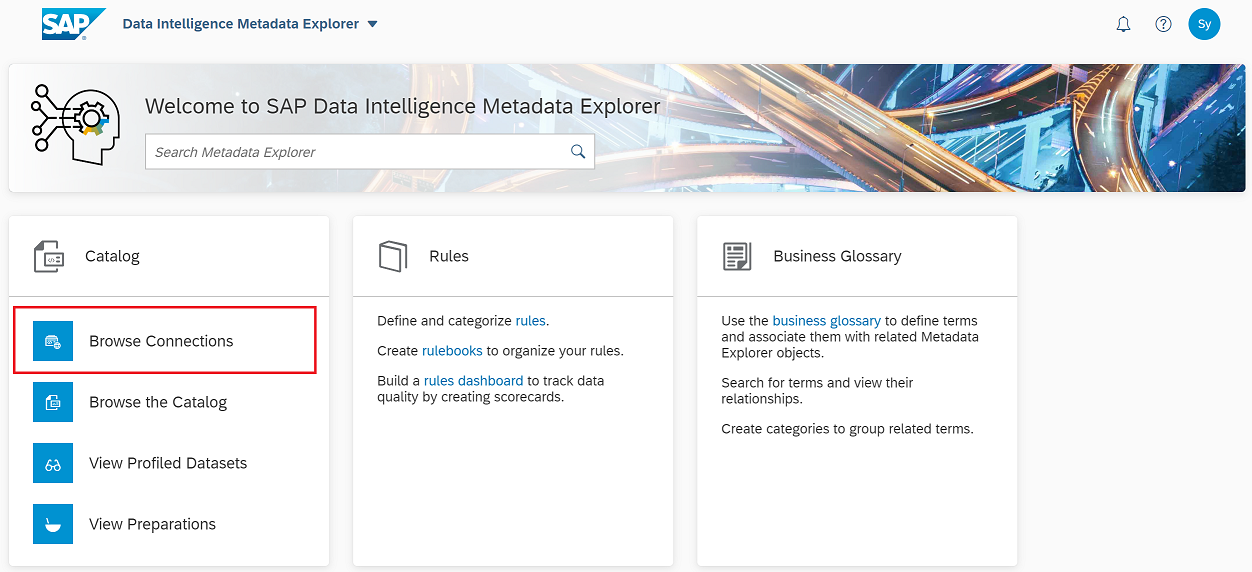 SAP
Data Intelligence Metadata Explorer
Sy
Welcome to SAP Data Intelligence Metadata Explorer
Search Metadata Explorer
Catalog
Browse Connections
Browse the Catalog
View Profiled Datasets
View Preparations
Rules
Define and categorize rules.
Create rulebooks to organize your rules.
Build a rules dashboard to track data
quality by creating scorecards.
Business Glossary
Use the business glossary to define terms
and associate them with related Metadata
Explorer objects.
Search for terms and view their
relationships.
Create categories to group related terms.